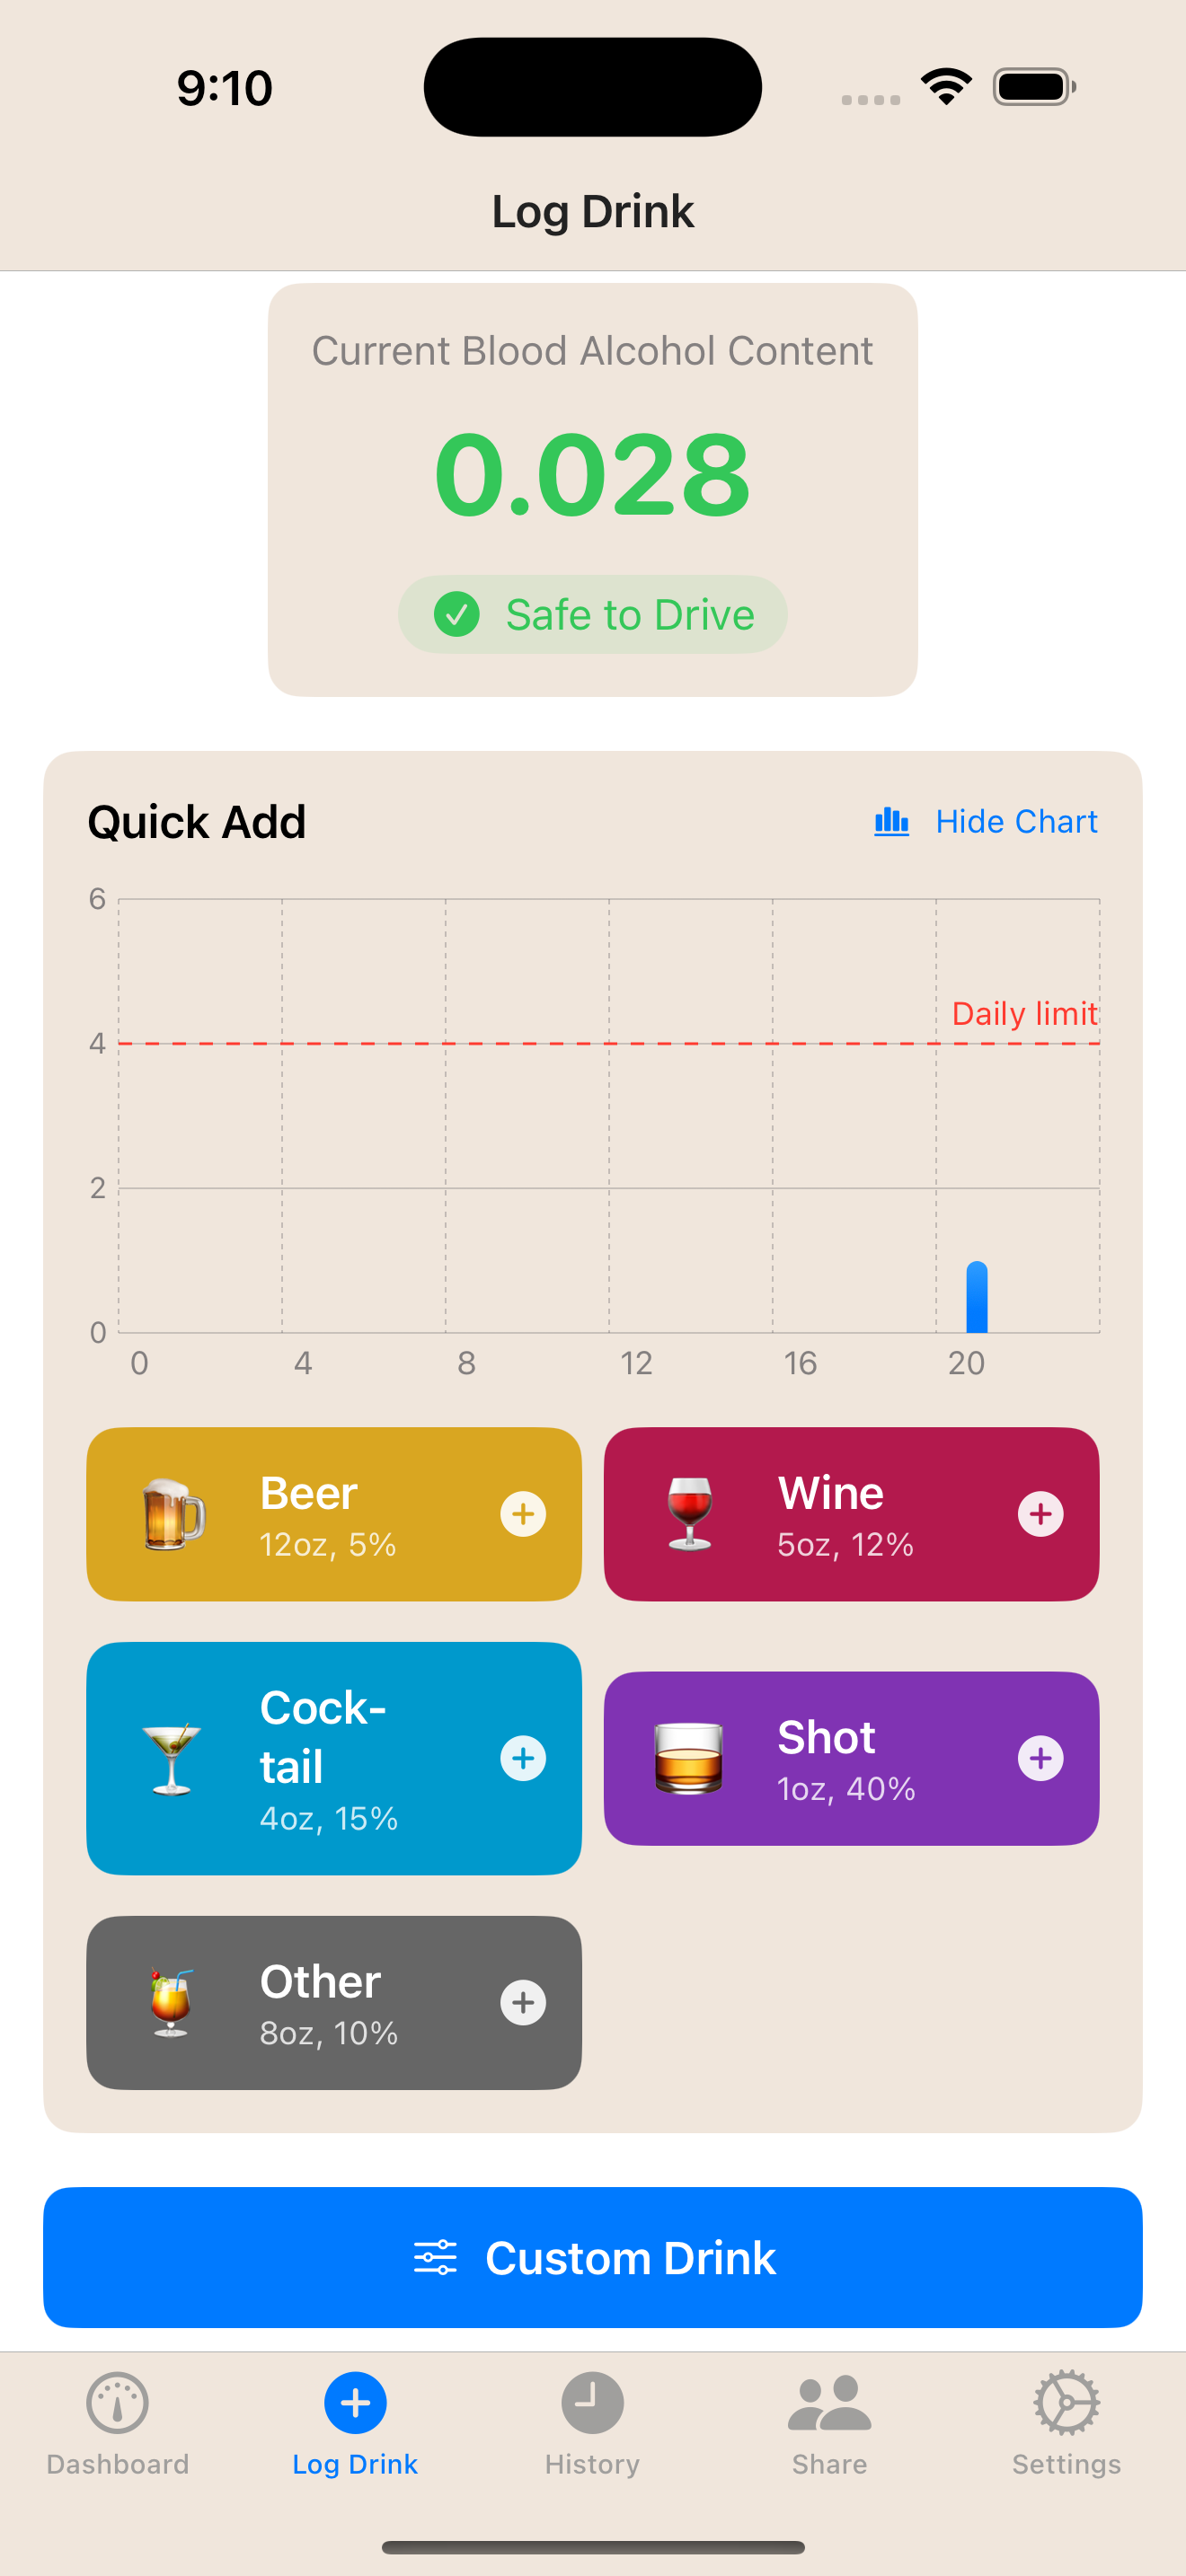 9:10
Log Drink
Current Blood Alcohol Content
0.028
Safe to Drive
Quick Add
Hide Chart
6
Daily limit
4
2
0
0 4 8 12 16 20
Beer
12oz, 5%
Wine
5oz, 12%
Cock-
tail
4oz, 15%
Shot
1oz, 40%
Other
8oz, 10%
Custom Drink
Dashboard
Log Drink
History
Share
Settings